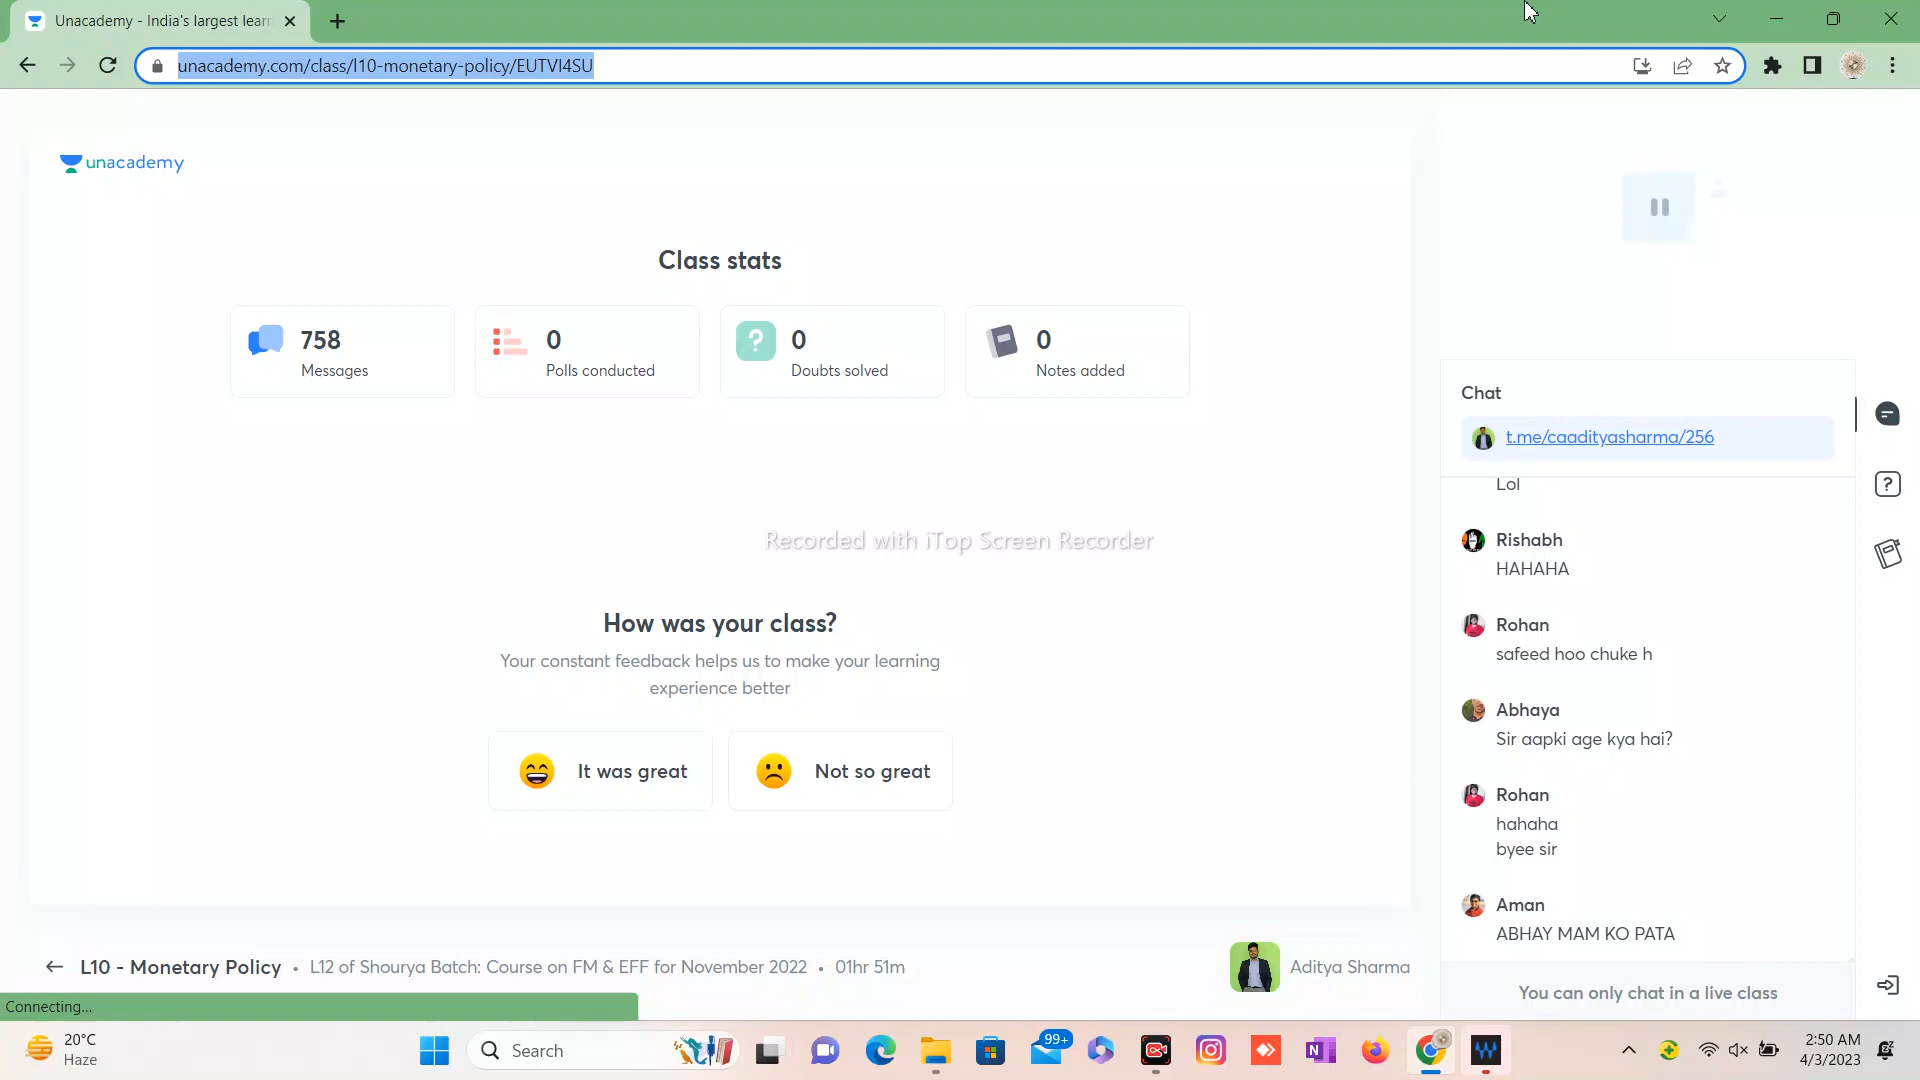 Unacademy - India's largest lear
unacademy.com/class/l10-monetary-policy/EUTVI4SU
unacademy
Class stats
758
Messages
0
Polls conducted
0
Doubts solved
0
Notes added
Recorded with iTop Screen Recorder
How was your class?
Your constant feedback helps us to make your learning
experience better
It was great
Not so great
Chat
t.me/caadityasharma/256
Lol
Rishabh
HAHAHA
Rohan
safeed hoo chuke h
Abhaya
Sir aapki age kya hai?
Rohan
hahaha
byee sir
Aman
ABHAY MAM KO PATA
You can only chat in a live class
L10 - Monetary Policy • L12 of Shourya Batch: Course on FM & EFF for November 2022 • 01hr 51m
Aditya Sharma
Connecting...
20°C
Haze
Search
99+
2:50 AM
4/3/2023